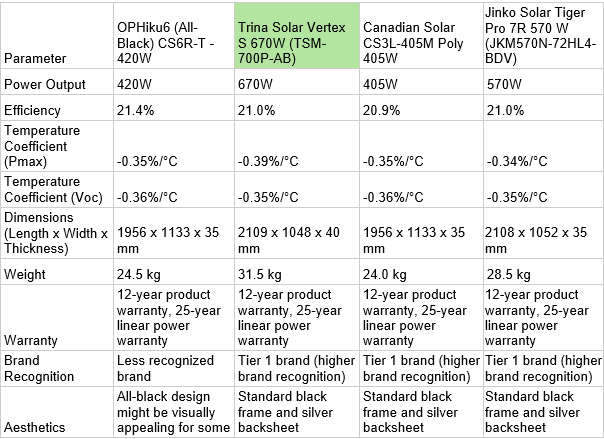 Parameter
OPHiku6 (All-
Black) CS6R-T -
420W
Trina Solar Vertex
S 670W (TSM-
700P-AB)
Canadian Solar
CS3L-405M Poly
405W
Jinko Solar Tiger
Pro 7R 570 W
(JKM570N-72HL4-
BDV)
Power Output
420W
670W
405W
570W
Efficiency
21.4%
21.0%
20.9%
21.0%
Temperature
Coefficient
(Pmax)
-0.35%/°C
-0.39%/°C
-0.35%/°C
-0.34%/°C
Temperature
Coefficient (Voc)
-0.36%/°C
-0.35%/°C
-0.36%/°C
-0.35%/°C
Dimensions
(Length x Width x
Thickness)
1956 x 1133 x 35
mm
2109 x 1048 x 40
mm
1956 x 1133 x 35
mm
2108 x 1052 x 35
mm
Weight
24.5 kg
31.5 kg
24.0 kg
28.5 kg
Warranty
12-year product
warranty, 25-year
linear power
warranty
12-year product
warranty, 25-year
linear power
warranty
12-year product
warranty, 25-year
linear power
warranty
12-year product
warranty, 25-year
linear power
warranty
Brand
Recognition
Less recognized
brand
Tier 1 brand (higher
brand recognition)
Tier 1 brand (higher
brand recognition)
Tier 1 brand (higher
brand recognition)
Aesthetics
All-black design
might be visually
appealing for some
Standard black
frame and silver
backsheet
Standard black
frame and silver
backsheet
Standard black
frame and silver
backsheet